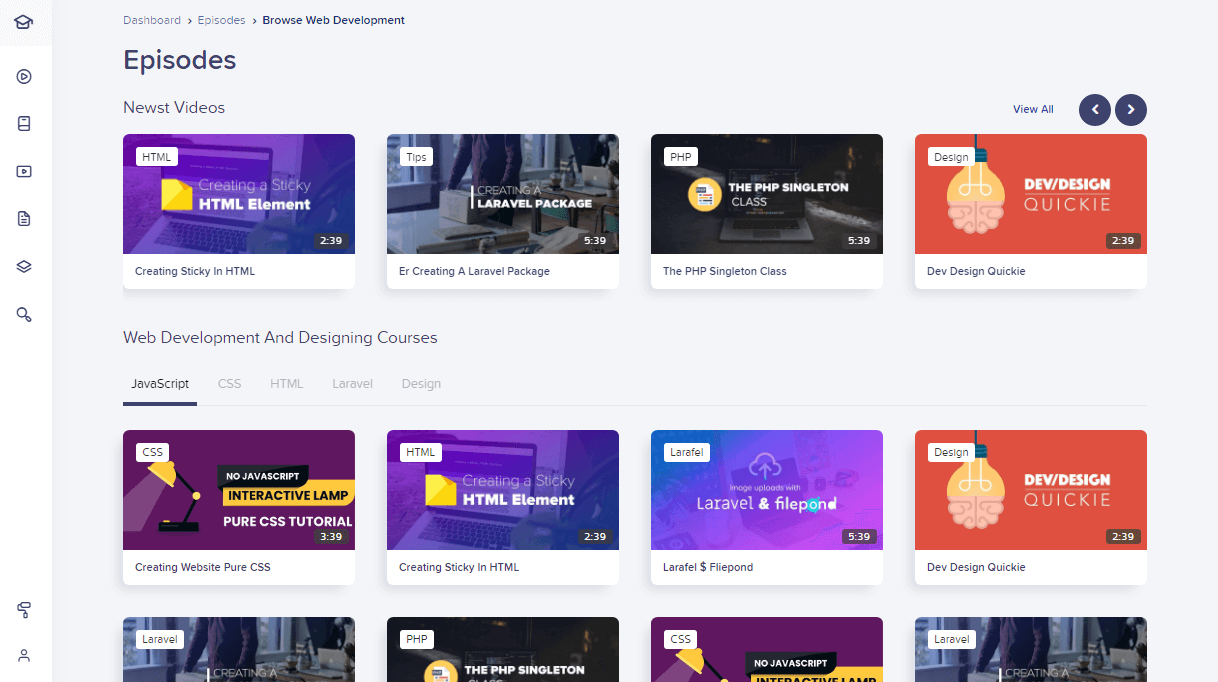 Dashboard › Episodes › Browse Web Development
Episodes
Newst Videos
View All
HTML
Creating a Sticky
HTML Element
2:39
Creating Sticky In HTML
Tips
CREATING A
LARAVEL PACKAGE
5:39
Er Creating A Laravel Package
PHP
THE PHP SINGLETON
CLASS
5:39
The PHP Singleton Class
Design
DEV/DESIGN
QUICKIE
2:39
Dev Design Quickie
Web Development And Designing Courses
JavaScript CSS HTML Laravel Design
CSS
NO JAVASCRIPT
INTERACTIVE LAMP
PURE CSS TUTORIAL
3:39
Creating Website Pure CSS
HTML
Creating a Sticky
HTML Element
2:39
Creating Sticky In HTML
Larafel
Image uploads with
Laravel & filepond
5:39
Larafel $ Fliepond
Design
DEV/DESIGN
QUICKIE
2:39
Dev Design Quickie
Laravel
CREATING A
PHP
THE PHP SINGLETON
CLASS
CSS
NO JAVASCRIPT
INTERACTIVE LAMP
Laravel
CREATING A